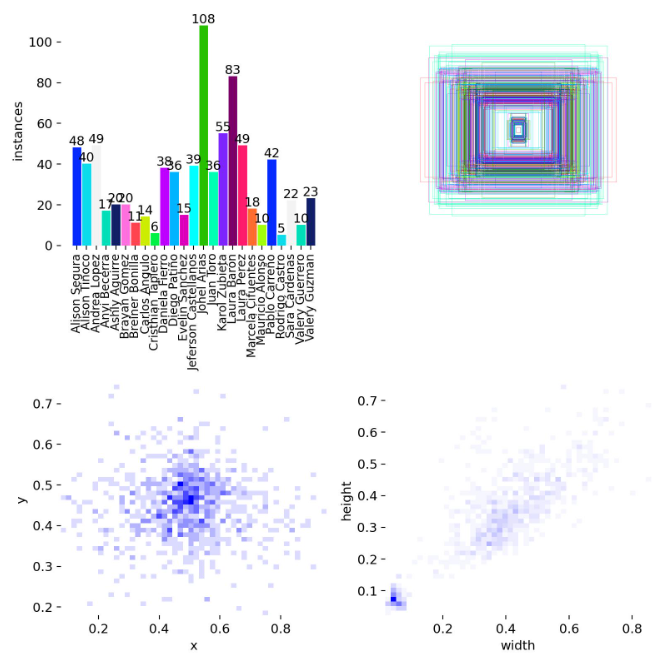 instances
100
80
60
40
20
0
48
40
49
17
20
20
11
14
6
38
36
15
39
108
36
55
83
49
18
10
42
5
22
10
23
Alison Segura
Alison Tinoco
Andrea Lopez
Anyi Becerra
Ashly Aguirre
Brayan Gomez
Breiner Bonilla
Carlos Angulo
Cristhian Tapiero
Daniela Fierro
Diego Patiño
Evelin Sanchez
Jeferson Castellanos
Johel Arias
Juan Toro
Karol Zubieta
Laura Baron
Laura Perez
Marcela Cifuentes
Mauricio Alonso
Pablo Carreño
Rodrigo Castro
Sara Cardenas
Valery Guerrero
Valery Guzman
y
0.7
0.6
0.5
0.4
0.3
0.2
0.2 0.4 0.6 0.8
x
height
0.7
0.6
0.5
0.4
0.3
0.2
0.1
0.2 0.4 0.6 0.8
width